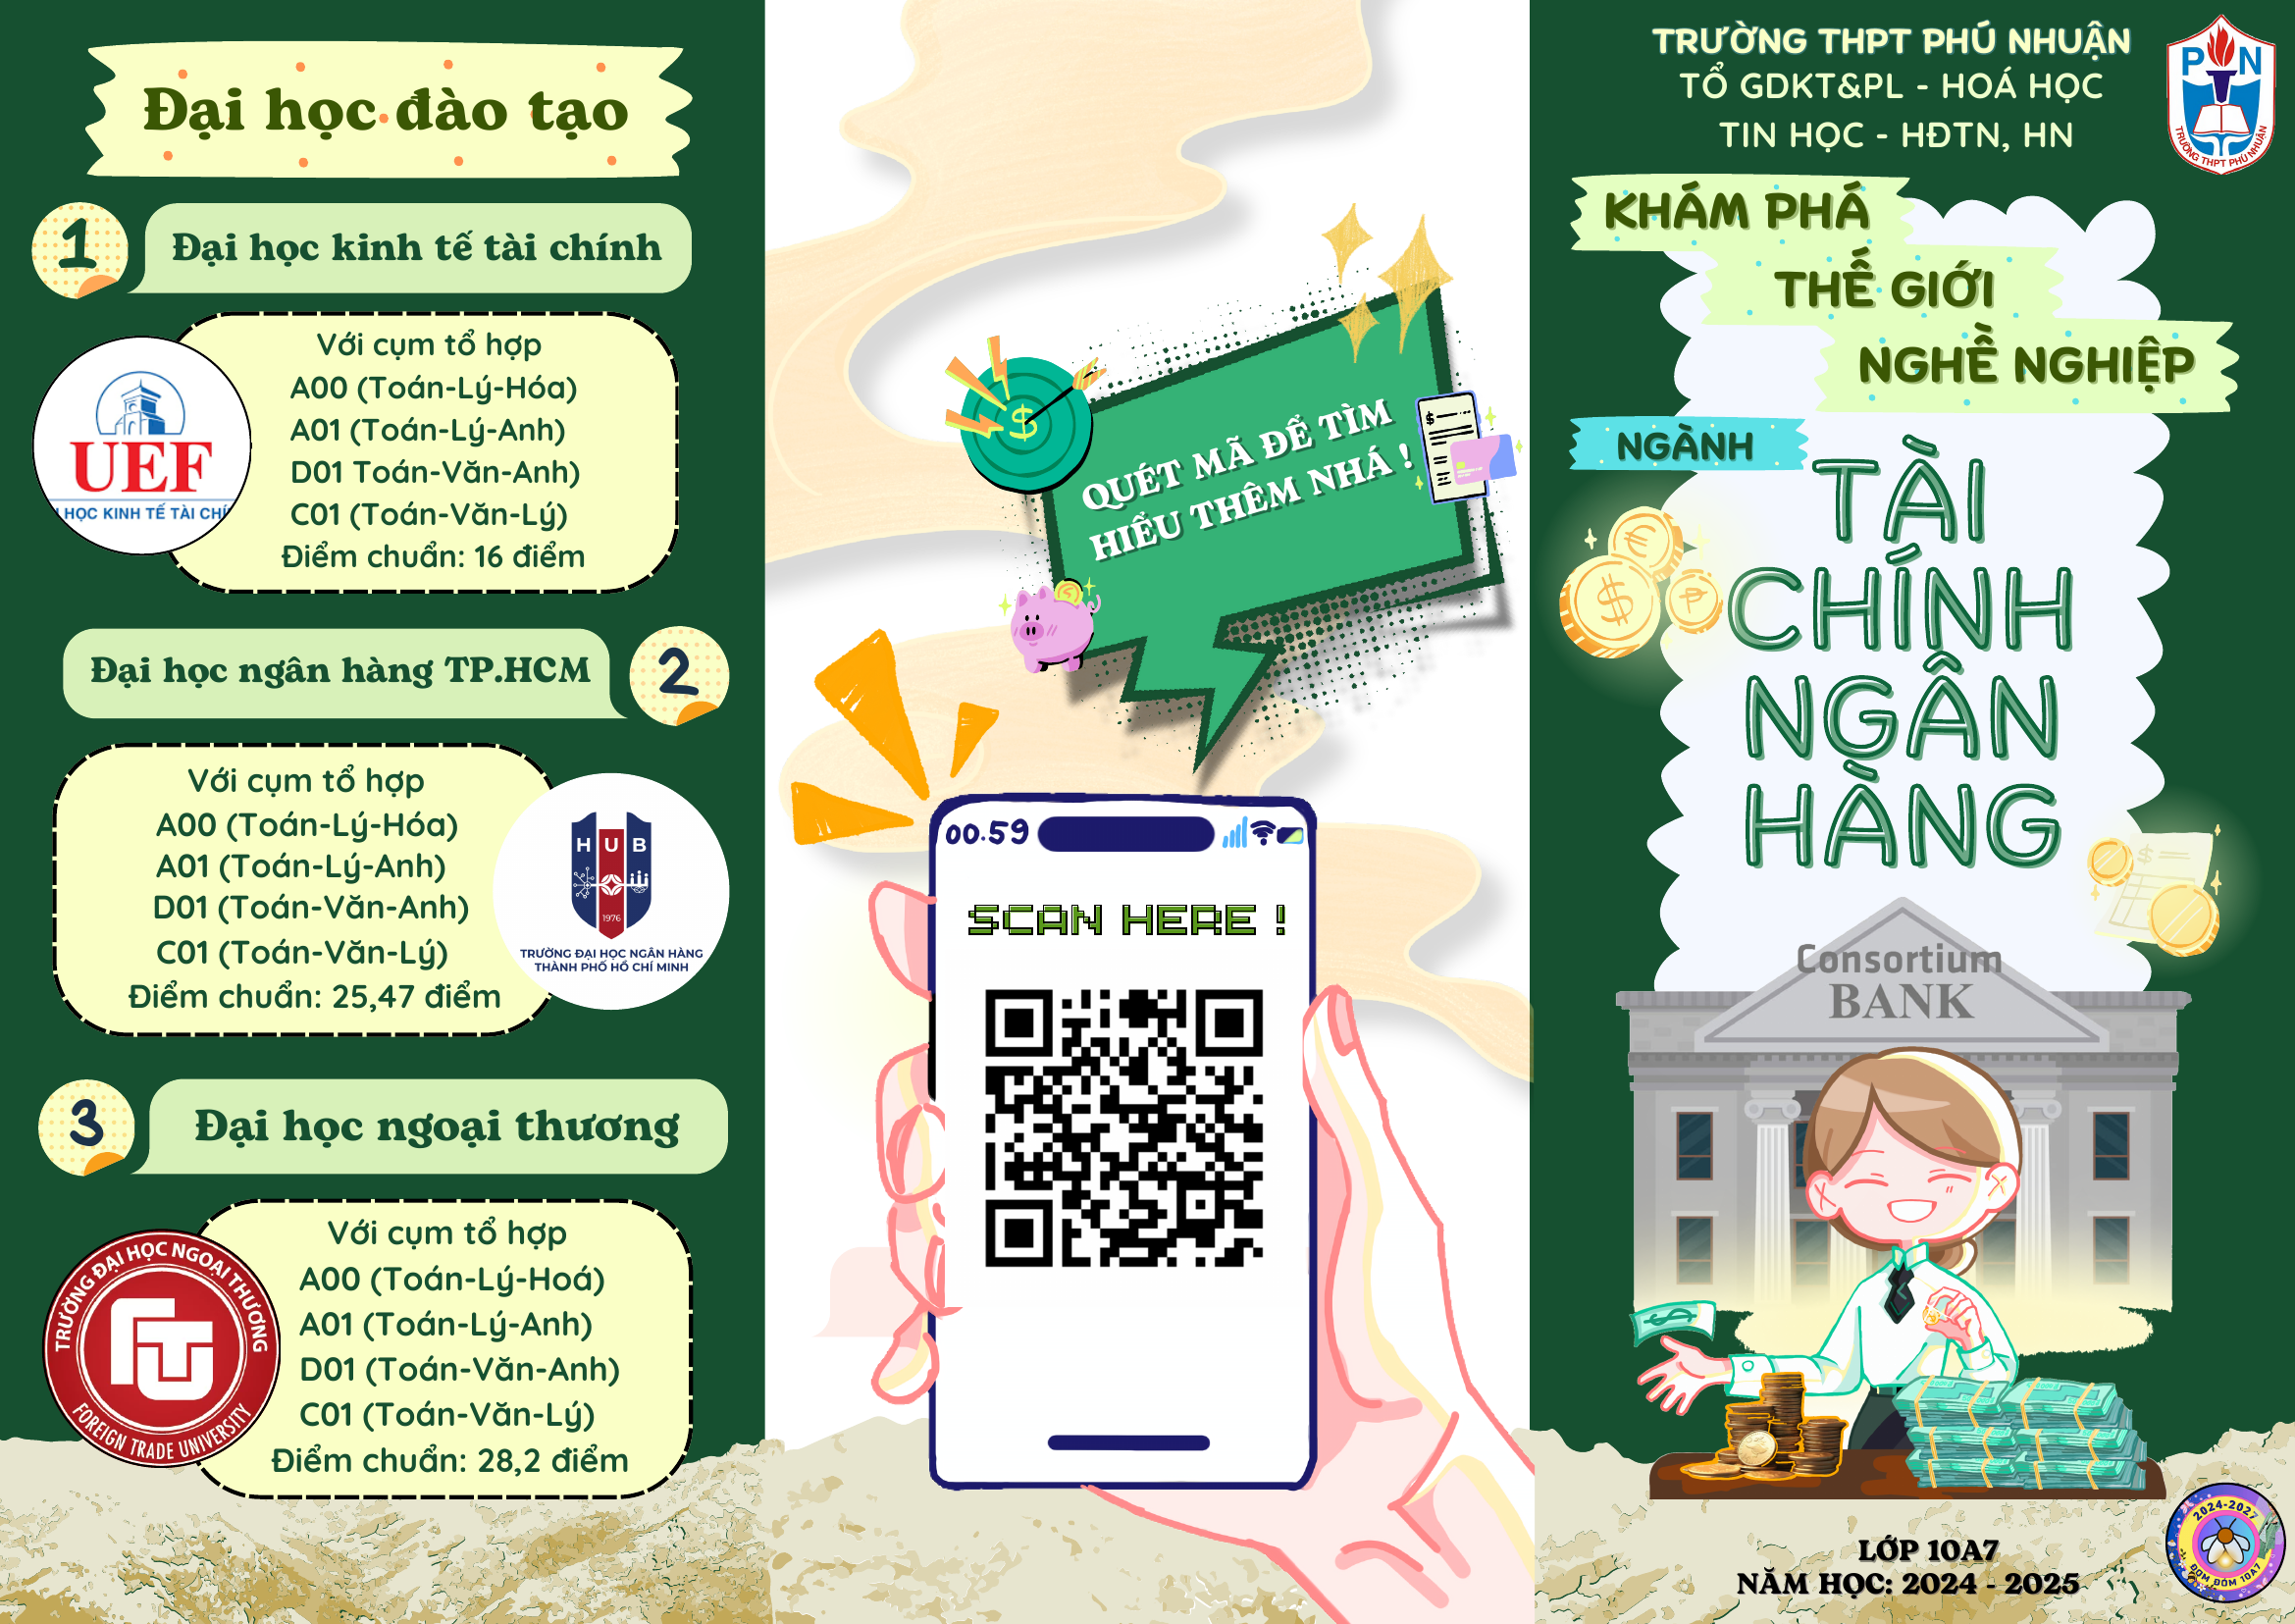 Đại học đào tạo
1
Đại học kinh tế tài chính
UEF
HỌC KINH TẾ TÀI CHÍ
Với cụm tổ hợp
A00 (Toán-Lý-Hóa)
A01 (Toán-Lý-Anh)
D01 Toán-Văn-Anh)
C01 (Toán-Văn-Lý)
Điểm chuẩn: 16 điểm
Đại học ngân hàng TP.HCM
2
Với cụm tổ hợp
A00 (Toán-Lý-Hóa)
A01 (Toán-Lý-Anh)
D01 (Toán-Văn-Anh)
C01 (Toán-Văn-Lý)
Điểm chuẩn: 25,47 điểm
HUB
1976
TRƯỜNG ĐẠI HỌC NGÂN HÀNG
THÀNH PHỐ HỒ CHÍ MINH
3
Đại học ngoại thương
TRƯỜNG ĐẠI HỌC NGOẠI THƯƠNG
FTU
FOREIGN TRADE UNIVERSITY
Với cụm tổ hợp
A00 (Toán-Lý-Hoá)
A01 (Toán-Lý-Anh)
D01 (Toán-Văn-Anh)
C01 (Toán-Văn-Lý)
Điểm chuẩn: 28,2 điểm
QUÉT MÃ ĐỂ TÌM
HIỂU THÊM NHÁ !
00.59
SCAN HERE !
TRƯỜNG THPT PHÚ NHUẬN
TỔ GDKT&PL - HOÁ HỌC
TIN HỌC - HĐTN, HN
PN
TRƯỜNG THPT PHÚ NHUẬN
KHÁM PHÁ
THẾ GIỚI
NGHỀ NGHIỆP
NGÀNH
TÀI
CHÍNH
NGÂN
HÀNG
Consortium
BANK
LỚP 10A7
NĂM HỌC: 2024 - 2025
2024-2027
ĐOM ĐÓM 10A7